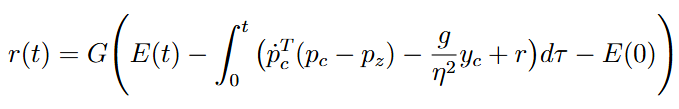 r(t) = G\left( E(t) - \int_0^t \left( \dot{p}_c^T (p_c - p_z) - \frac{g}{\eta^2} y_c + r \right) d\tau - E(0) \right)